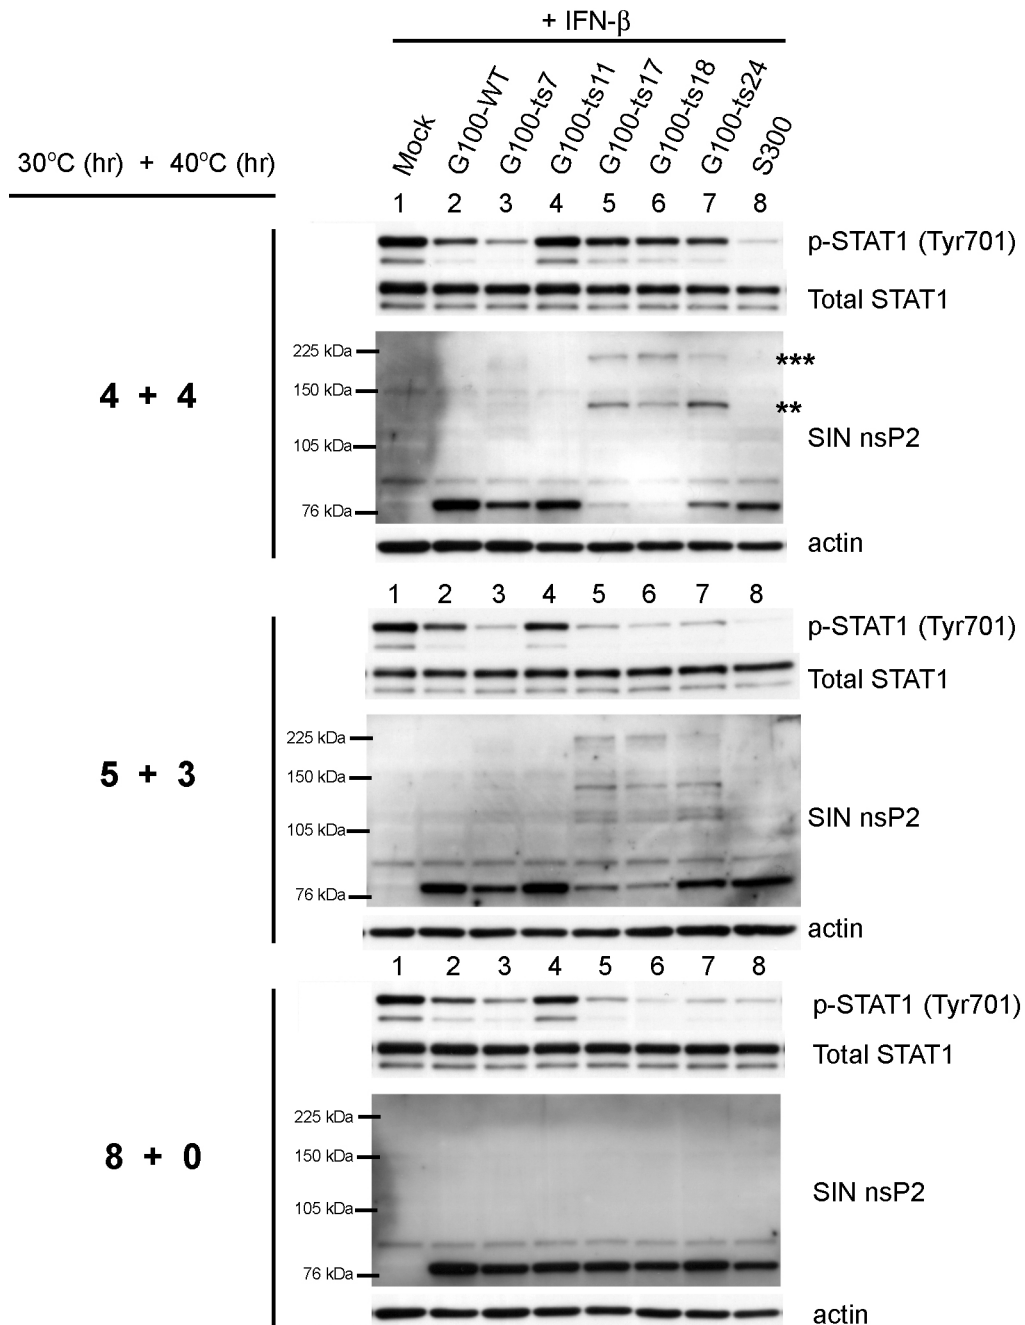 + IFN-β
Mock
G100-WT
G100-ts7
G100-ts11
G100-ts17
G100-ts18
G100-ts24
S300
30°C (hr) + 40°C (hr)
1 2 3 4 5 6 7 8
p-STAT1 (Tyr701)
Total STAT1
225 kDa
***
4 + 4
150 kDa
**
SIN nsP2
105 kDa
76 kDa
actin
1 2 3 4 5 6 7 8
p-STAT1 (Tyr701)
Total STAT1
225 kDa
5 + 3
150 kDa
SIN nsP2
105 kDa
76 kDa
actin
1 2 3 4 5 6 7 8
p-STAT1 (Tyr701)
Total STAT1
225 kDa
8 + 0
150 kDa
SIN nsP2
105 kDa
76 kDa
actin